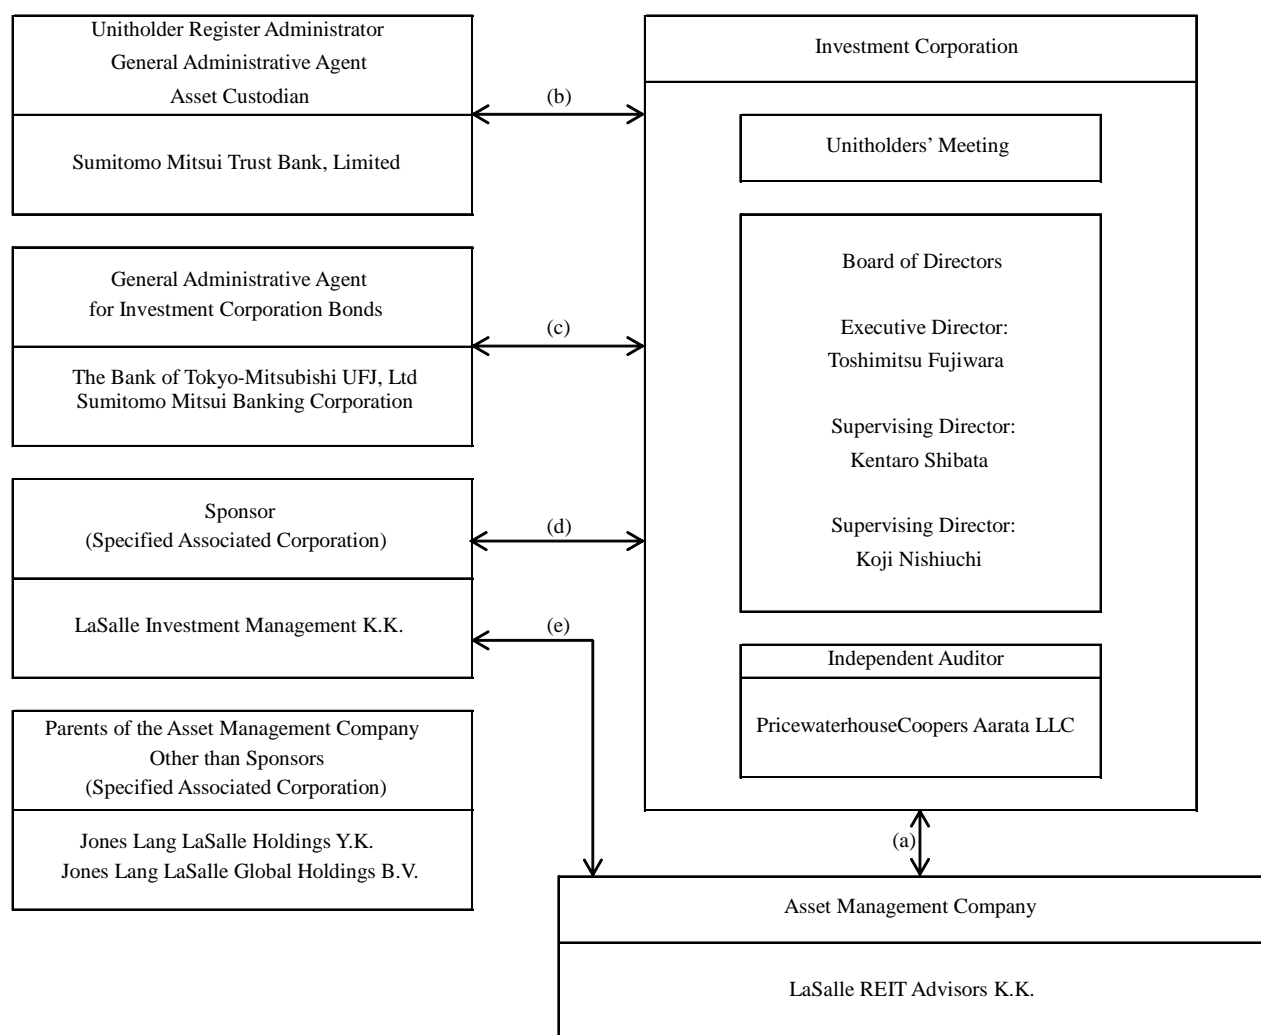 Unitholder Register Administrator
General Administrative Agent
Asset Custodian
Sumitomo Mitsui Trust Bank, Limited
(b)
General Administrative Agent
for Investment Corporation Bonds
The Bank of Tokyo-Mitsubishi UFJ, Ltd
Sumitomo Mitsui Banking Corporation
(c)
Sponsor
(Specified Associated Corporation)
LaSalle Investment Management K.K.
(d)
(e)
Parents of the Asset Management Company
Other than Sponsors
(Specified Associated Corporation)
Jones Lang LaSalle Holdings Y.K.
Jones Lang LaSalle Global Holdings B.V.
Investment Corporation
Unitholders’ Meeting
Board of Directors
Executive Director:
Toshimitsu Fujiwara
Supervising Director:
Kentaro Shibata
Supervising Director:
Koji Nishiuchi
Independent Auditor
PricewaterhouseCoopers Aarata LLC
(a)
Asset Management Company
LaSalle REIT Advisors K.K.